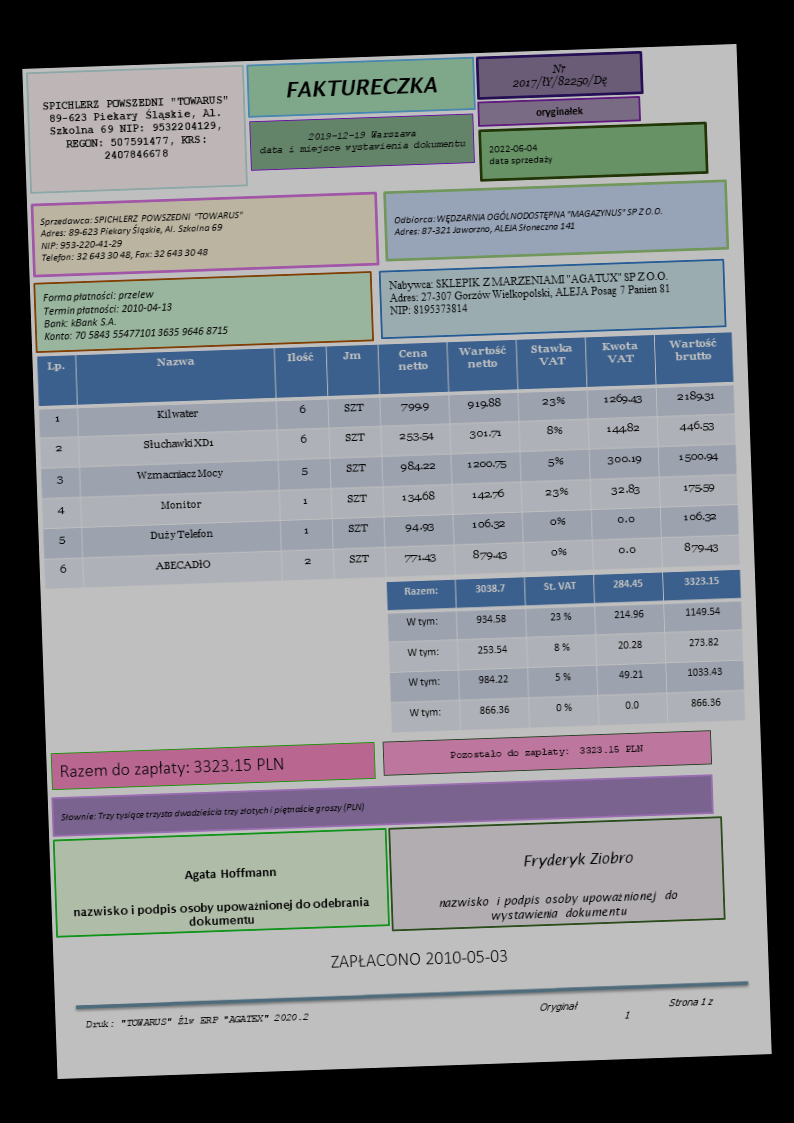 SPICHLERZ POWSZEDNI "TOWARUS"
89-623 Piekary Śląskie, Al.
Szkolna 69 NIP: 9532204129,
REGON: 507591477, KRS:
2407846678
FAKTURECZKA
2019-12-19 Warszawa
data i miejsce wystawienia dokumentu
Nr
2017/łY/82250/Dę
oryginałek
2022-06-04
data sprzedaży
Sprzedawca: SPICHLERZ POWSZEDNI "TOWARUS"
Adres: 89-623 Piekary Śląskie, Al. Szkolna 69
NIP: 953-220-41-29
Telefon: 32 643 30 48, Fax: 32 643 30 48
Odbiorca: WĘDZARNIA OGÓLNODOSTĘPNA "MAGAZYNUS" SP Z O.O.
Adres: 87-321 Jaworzno, ALEJA Słoneczna 141
Forma płatności: przelew
Termin płatności: 2010-04-13
Bank: kBank S.A.
Konto: 70 5843 55477101 3635 9646 8715
Nabywca: SKLEPIK Z MARZENIAMI "AGATUX" SP Z O.O.
Adres: 27-307 Gorzów Wielkopolski, ALEJA Posag 7 Panien 81
NIP: 8195373814
Lp. Nazwa Ilość Jm Cena netto Wartość netto Stawka VAT Kwota VAT Wartość brutto
1 Kilwater 6 SZT 799.9 919.88 23% 1269.43 2189.31
2 Słuchawki XD1 6 SZT 253.54 301.71 8% 144.82 446.53
3 Wzmacniacz Mocy 5 SZT 984.22 1200.75 5% 300.19 1500.94
4 Monitor 1 SZT 134.68 142.76 23% 32.83 175.59
5 Duży Telefon 1 SZT 94.93 106.32 0% 0.0 106.32
6 ABECADłO 2 SZT 771.43 879.43 0% 0.0 879.43
Razem: 3038.7 St. VAT 284.45 3323.15
W tym: 934.58 23 % 214.96 1149.54
W tym: 253.54 8 % 20.28 273.82
W tym: 984.22 5 % 49.21 1033.43
W tym: 866.36 0 % 0.0 866.36
Razem do zapłaty: 3323.15 PLN
Pozostało do zapłaty: 3323.15 PLN
Słownie: Trzy tysiące trzysta dwadzieścia trzy złotych i piętnaście groszy (PLN)
Agata Hoffmann
nazwisko i podpis osoby upoważnionej do odebrania
dokumentu
Fryderyk Ziobro
nazwisko i podpis osoby upoważnionej do
wystawienia dokumentu
ZAPŁACONO 2010-05-03
Druk: "TOWARUS" Źlw ERP "AGATEX" 2020.2
Oryginał
Strona 1 z
1